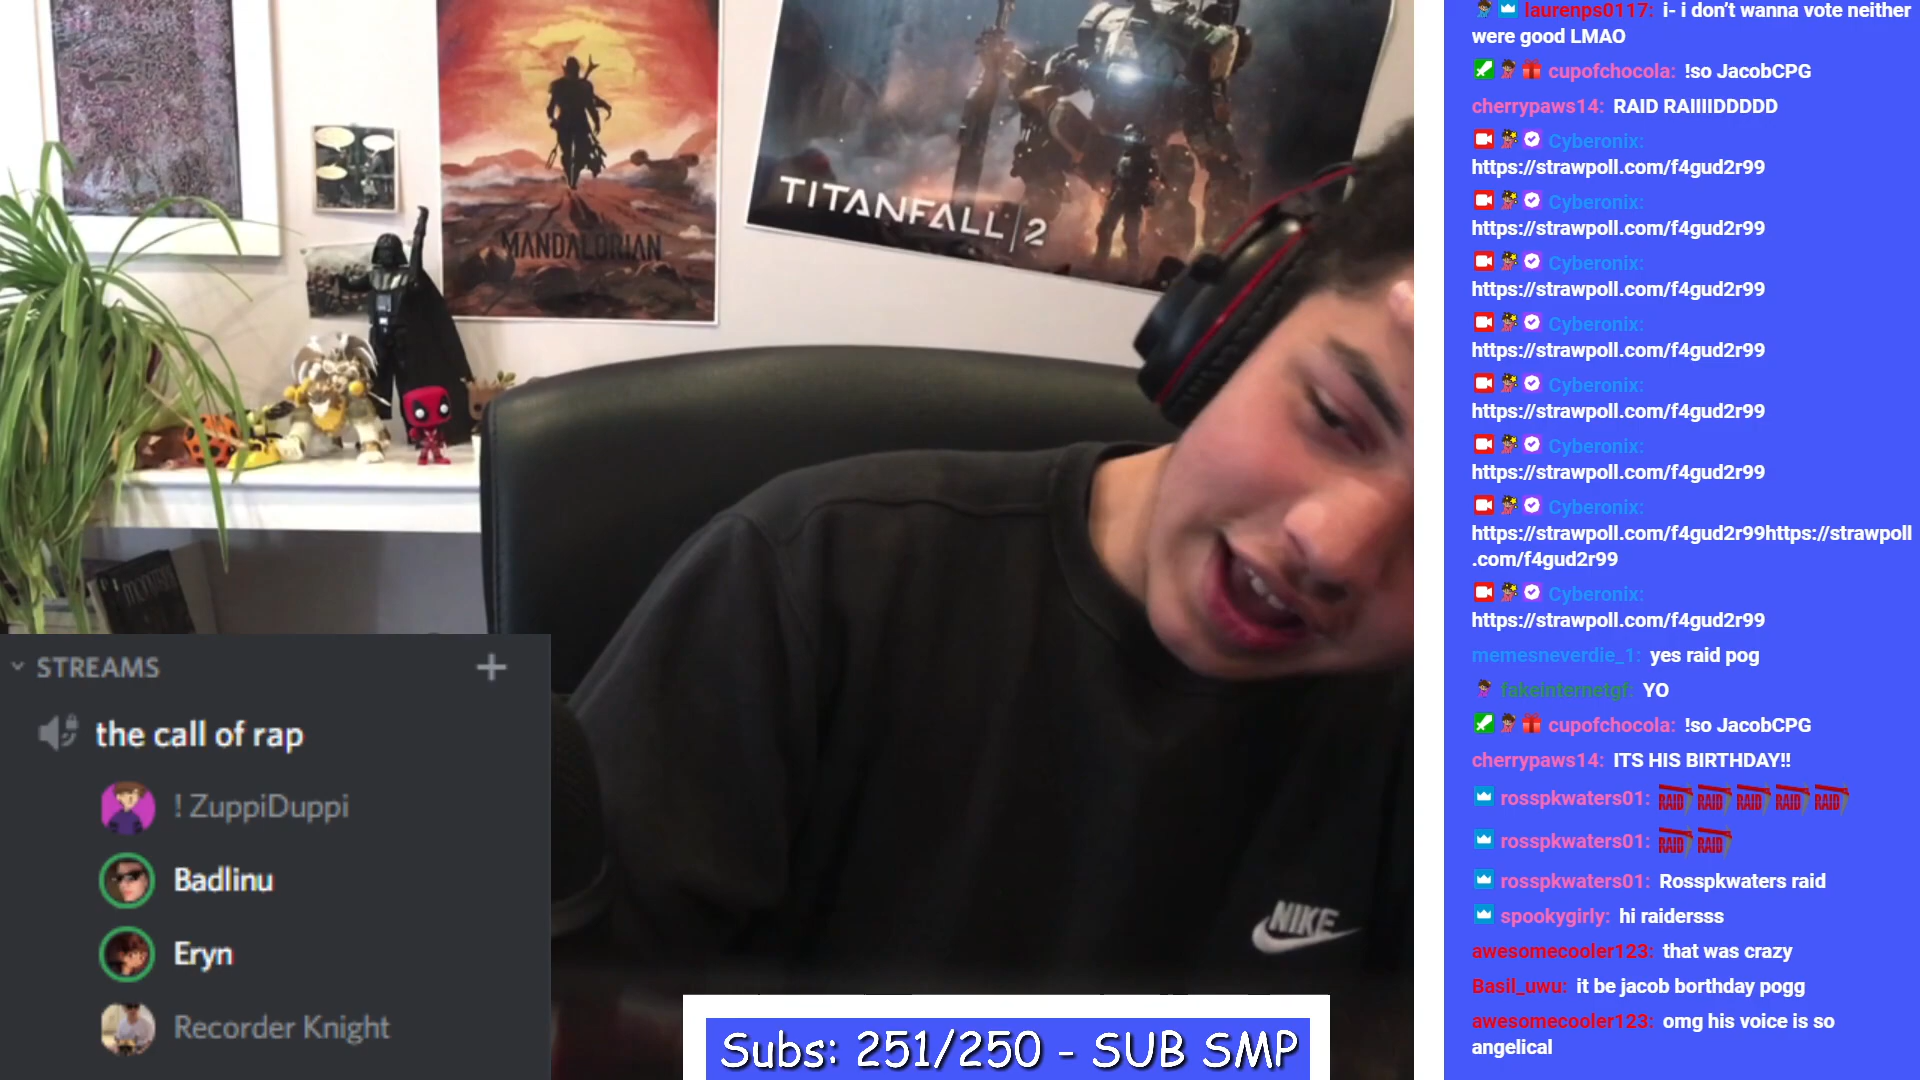 MANDALORIAN
TITANFALL 2
NIKE
STREAMS
the call of rap
! ZuppiDuppi
Badlinu
Eryn
Recorder Knight
Subs: 251/250 - SUB SMP
laurenps0117: i- i don’t wanna vote neither
were good LMAO
cupofchocola: !so JacobCPG
cherrypaws14: RAID RAIIIIDDDDD
Cyberonix:
https://strawpoll.com/f4gud2r99
Cyberonix:
https://strawpoll.com/f4gud2r99
Cyberonix:
https://strawpoll.com/f4gud2r99
Cyberonix:
https://strawpoll.com/f4gud2r99
Cyberonix:
https://strawpoll.com/f4gud2r99
Cyberonix:
https://strawpoll.com/f4gud2r99
Cyberonix:
https://strawpoll.com/f4gud2r99https://strawpoll
.com/f4gud2r99
Cyberonix:
https://strawpoll.com/f4gud2r99
memesneverdie_1: yes raid pog
fakeinternetgf: YO
cupofchocola: !so JacobCPG
cherrypaws14: ITS HIS BIRTHDAY!!
rosspkwaters01: RAID RAID RAID RAID RAID
rosspkwaters01: RAID RAID
rosspkwaters01: Rosspkwaters raid
spookygirly: hi raidersss
awesomecooler123: that was crazy
Basil_uwu: it be jacob borthday pogg
awesomecooler123: omg his voice is so
angelical